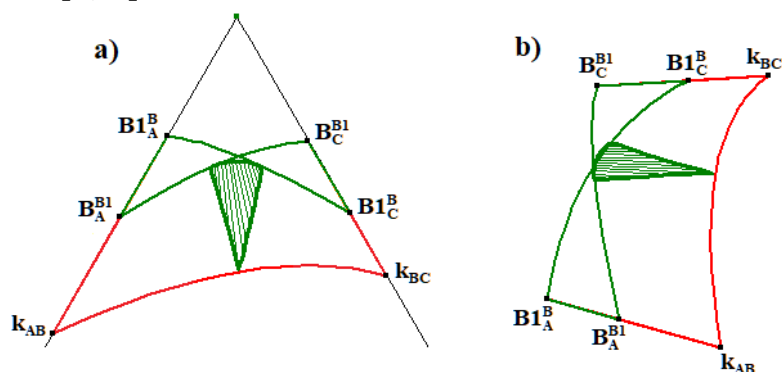 a)
B1_A^B
B_C^B1
B_A^B1
B1_C^B
k_BC
k_AB
b)
B_C^B1
B1_C^B
k_BC
B1_A^B
B_A^B1
k_AB